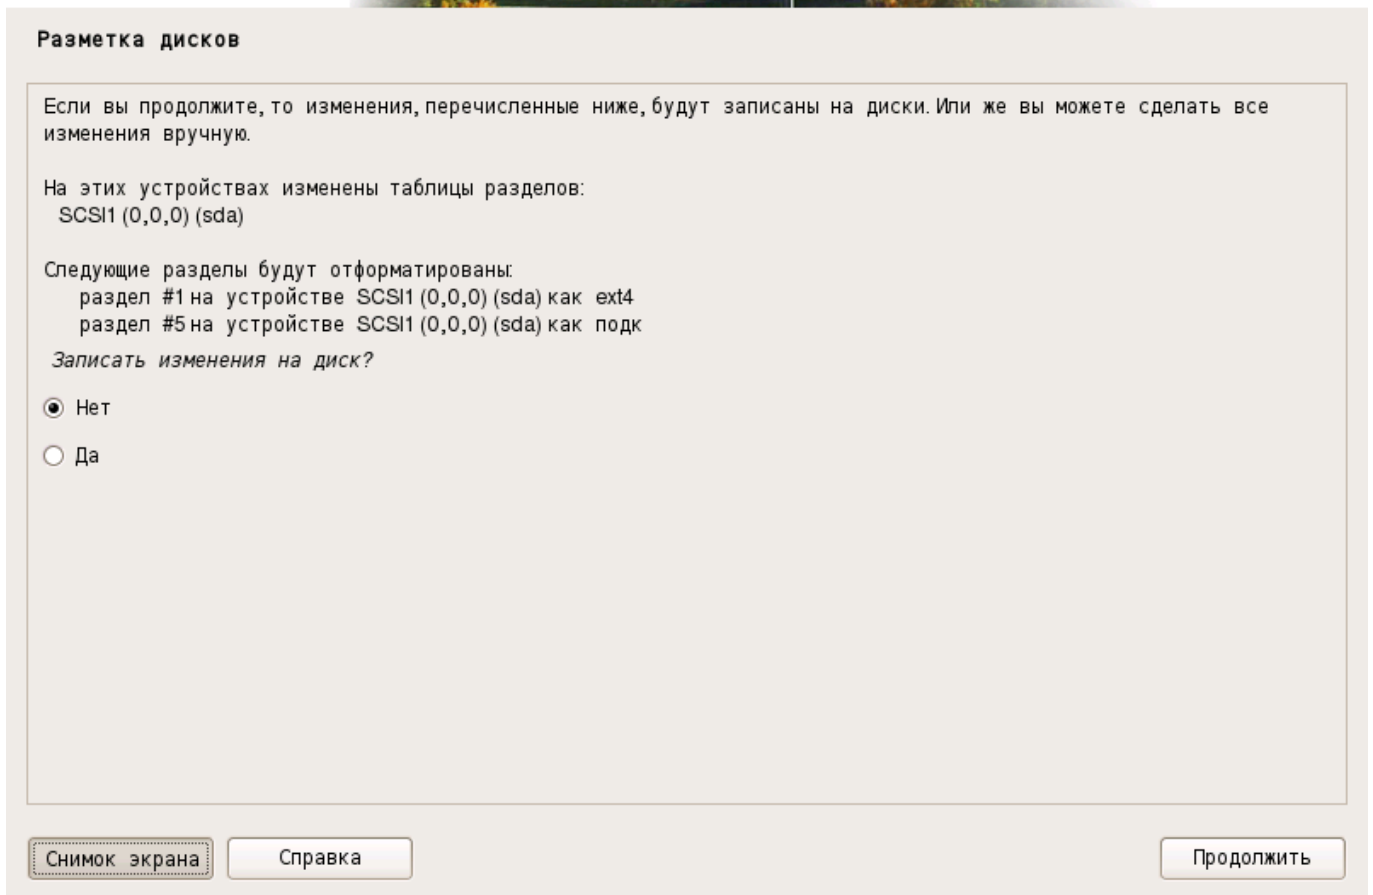 Разметка дисков
Если вы продолжите, то изменения, перечисленные ниже, будут записаны на диски. Или же вы можете сделать все
изменения вручную.
На этих устройствах изменены таблицы разделов:
SCSI1 (0,0,0) (sda)
Следующие разделы будут отформатированы:
раздел #1 на устройстве SCSI1 (0,0,0) (sda) как ext4
раздел #5 на устройстве SCSI1 (0,0,0) (sda) как подк
Записать изменения на диск?
Нет
Да
Снимок экрана
Справка
Продолжить